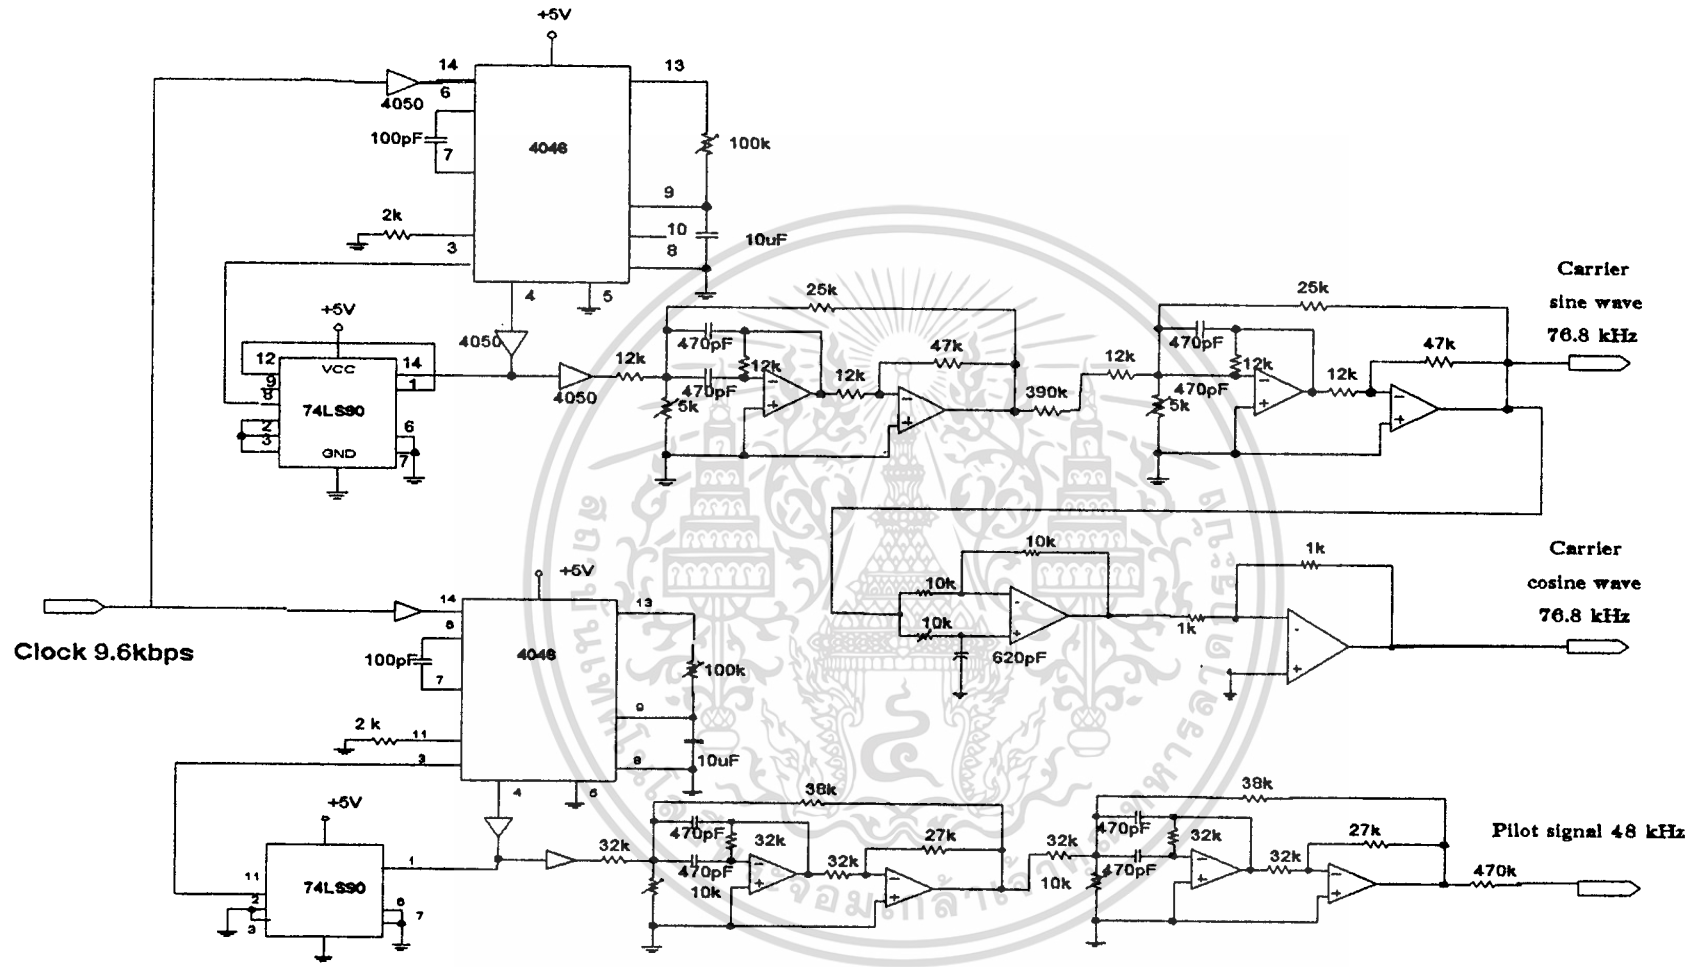 +5V
14
6
4050
13
100pF
7
4046
100k
9
2k
3
10
8
10uF
4
5
Carrier
sine wave
76.8 kHz
+5V
4050
12
9
8
VCC
14
1
74LS90
2
3
GND
6
7
4050
12k
25k
470pF
12k
470pF
5k
12k
47k
390k
12k
25k
470pF
12k
470pF
5k
12k
47k
Carrier
cosine wave
76.8 kHz
10k
10k
10k
620pF
1k
1k
Clock 9.6kbps
+5V
14
6
13
100pF
7
4046
100k
2 k
11
9
3
8
10uF
4
+5V
1
11
74LS90
2
3
6
7
32k
38k
470pF
32k
470pF
10k
32k
27k
32k
38k
470pF
32k
470pF
10k
32k
27k
470k
Pilot signal 48 kHz